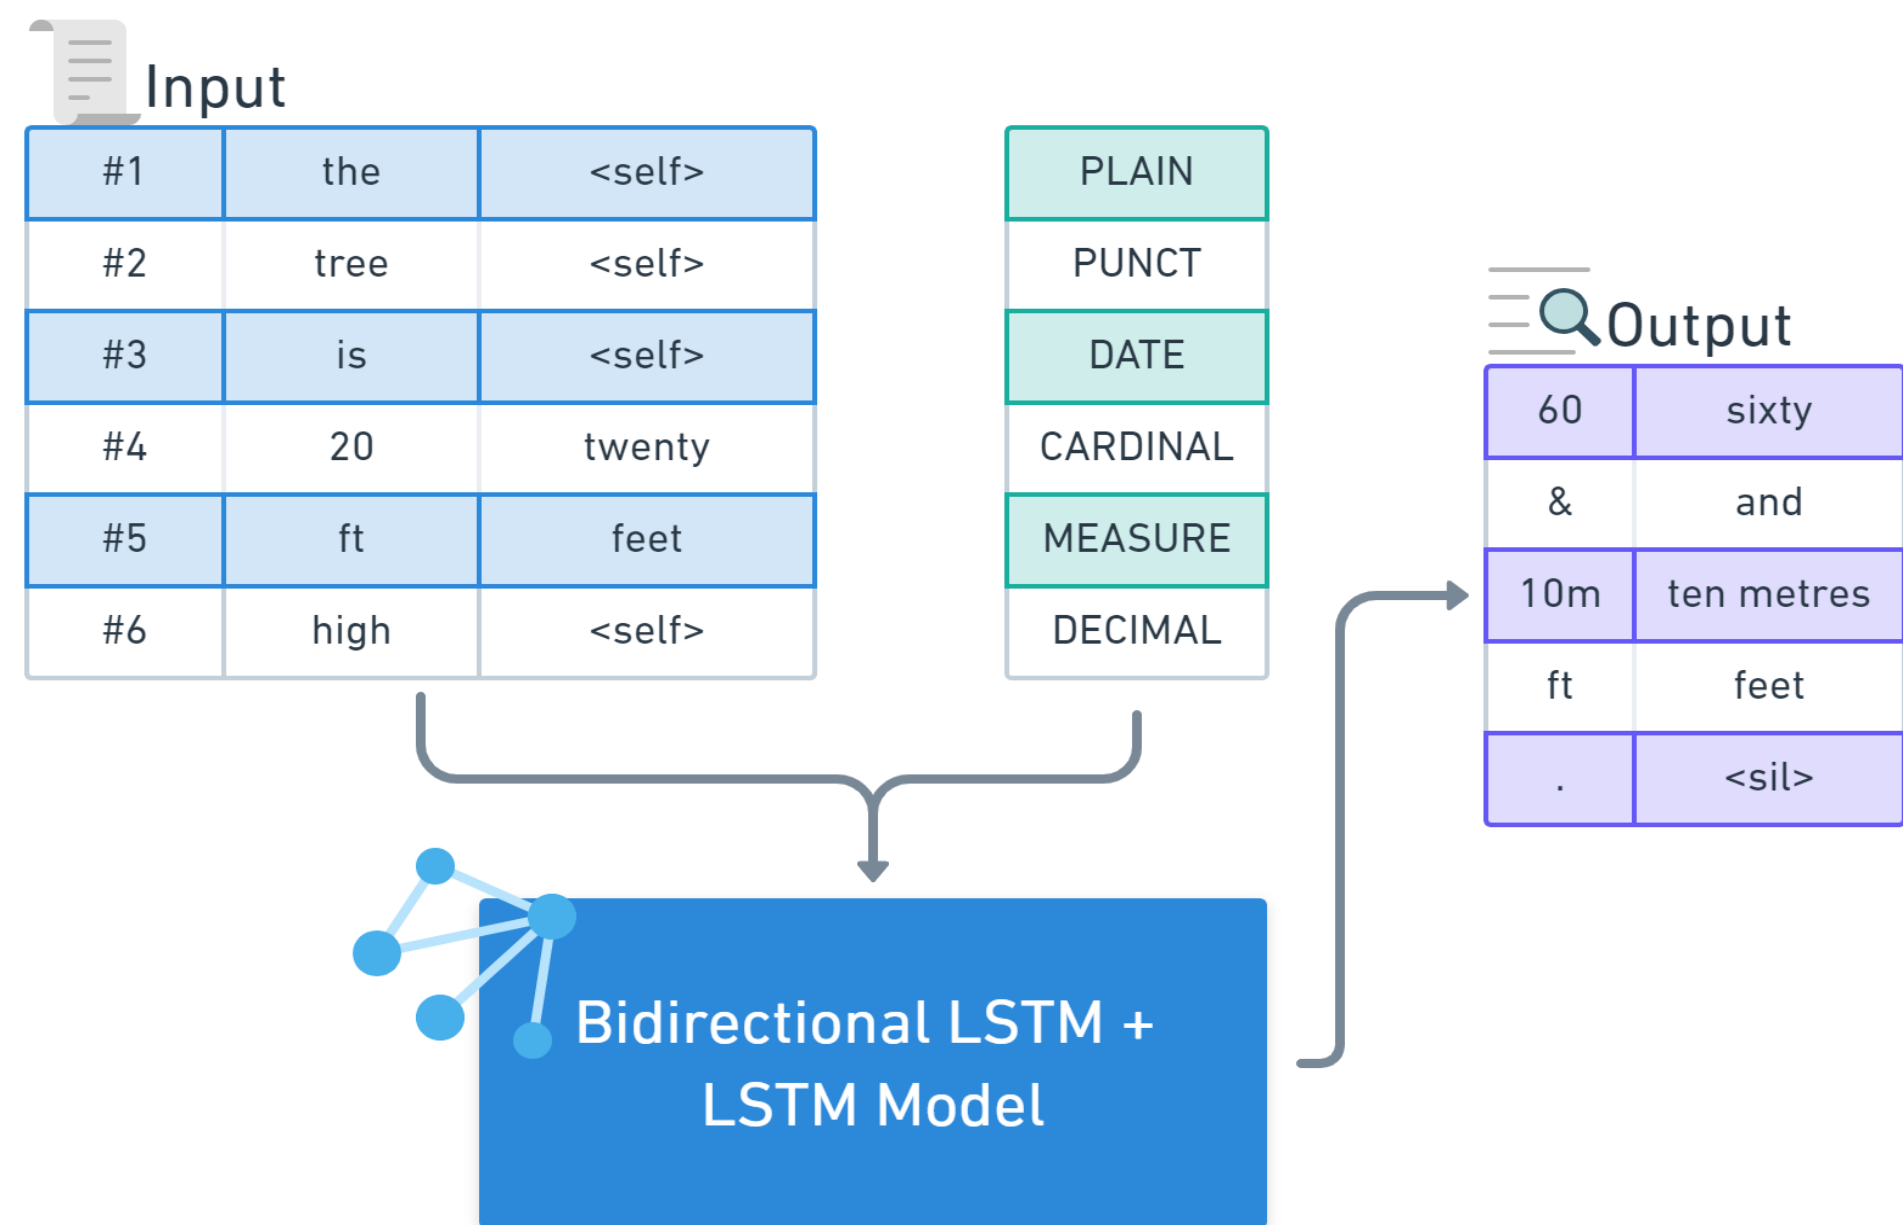 Input
#1 the <self>
#2 tree <self>
#3 is <self>
#4 20 twenty
#5 ft feet
#6 high <self>
PLAIN
PUNCT
DATE
CARDINAL
MEASURE
DECIMAL
Bidirectional LSTM +
LSTM Model
Output
60 sixty
& and
10m ten metres
ft feet
. <sil>